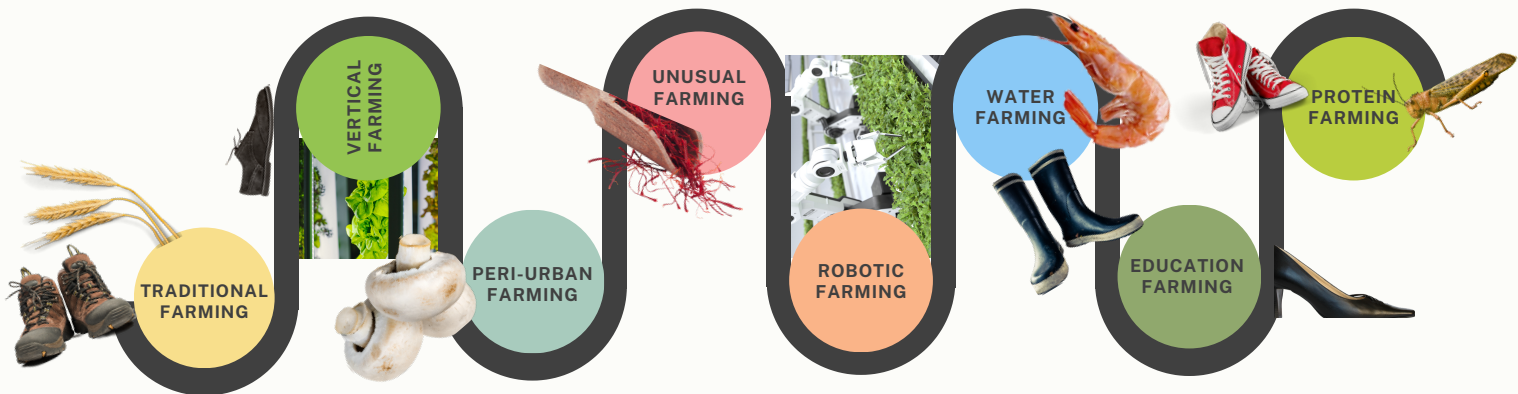 TRADITIONAL
FARMING
VERTICAL
FARMING
PERI-URBAN
FARMING
UNUSUAL
FARMING
ROBOTIC
FARMING
WATER
FARMING
EDUCATION
FARMING
PROTEIN
FARMING